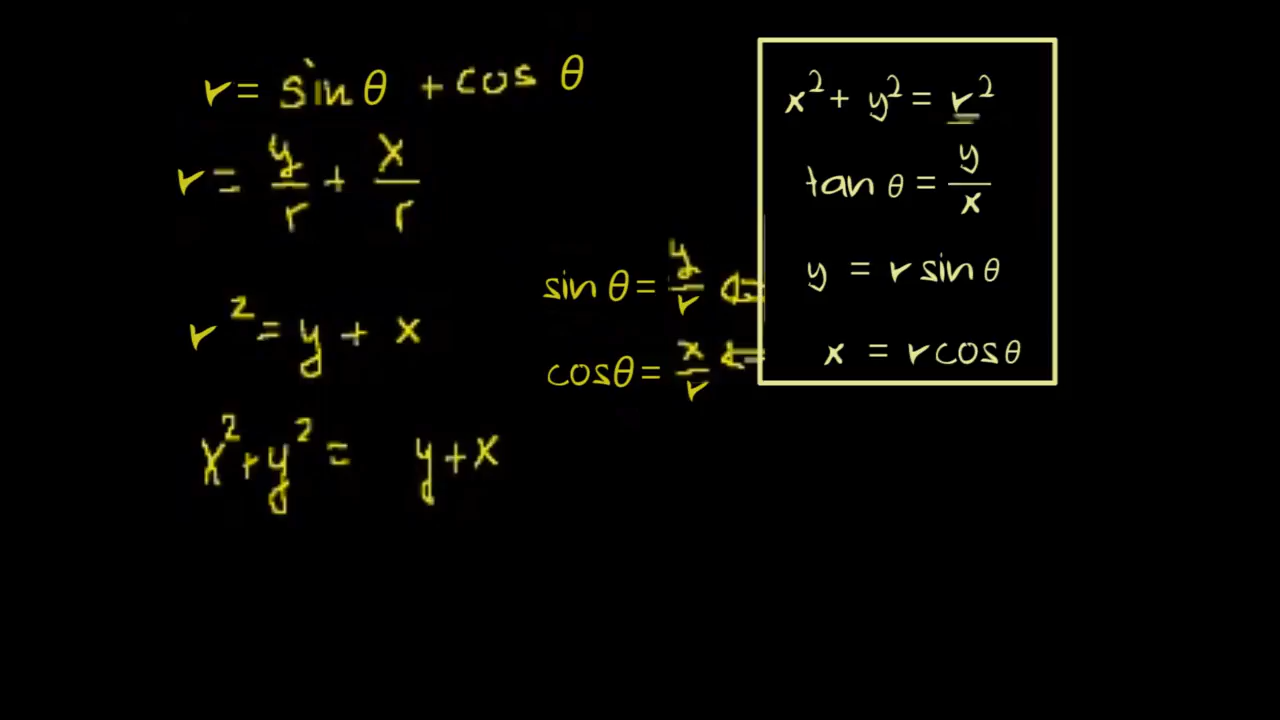 r = sin θ + cos θ
r = y/r + x/r
r² = y + x
x² + y² = y + x
sin θ = y/r ⇐
cos θ = x/r ⇐
x² + y² = r²
tan θ = y/x
y = r sin θ
x = r cos θ